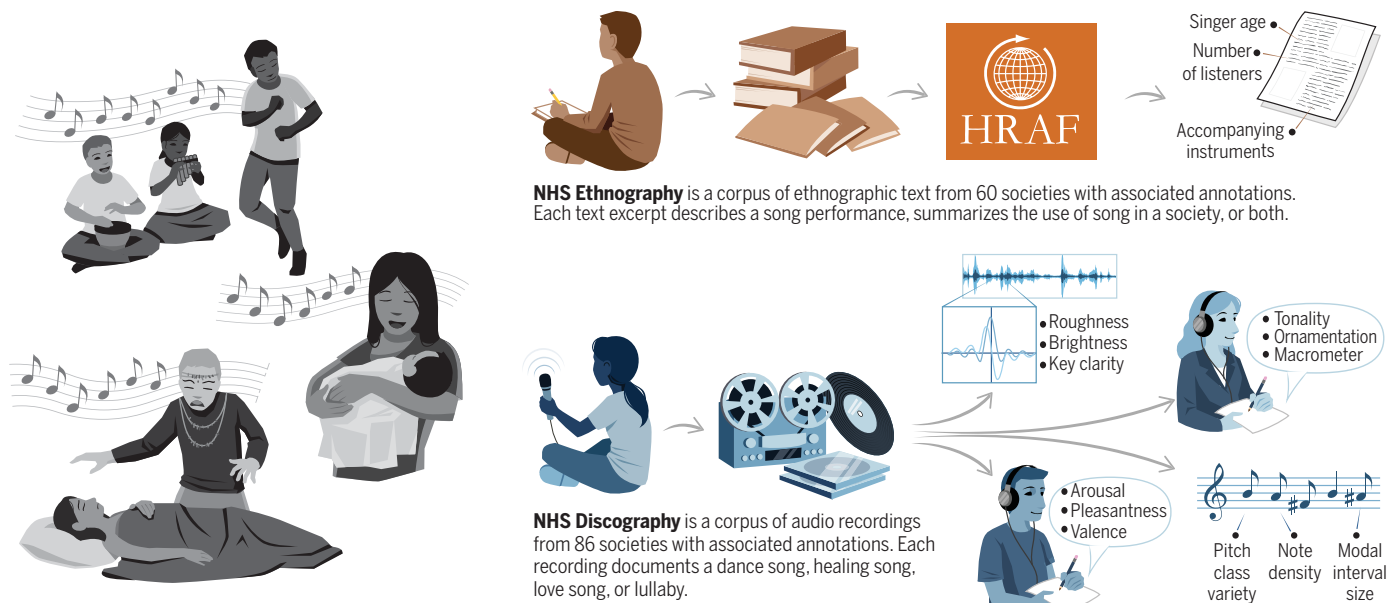 Singer age
Number
of listeners
Accompanying
instruments
HRAF
NHS Ethnography is a corpus of ethnographic text from 60 societies with associated annotations.
Each text excerpt describes a song performance, summarizes the use of song in a society, or both.
• Roughness
• Brightness
• Key clarity
• Tonality
• Ornamentation
• Macrometer
• Arousal
• Pleasantness
• Valence
NHS Discography is a corpus of audio recordings
from 86 societies with associated annotations. Each
recording documents a dance song, healing song,
love song, or lullaby.
Pitch
class
variety
Note
density
Modal
interval
size